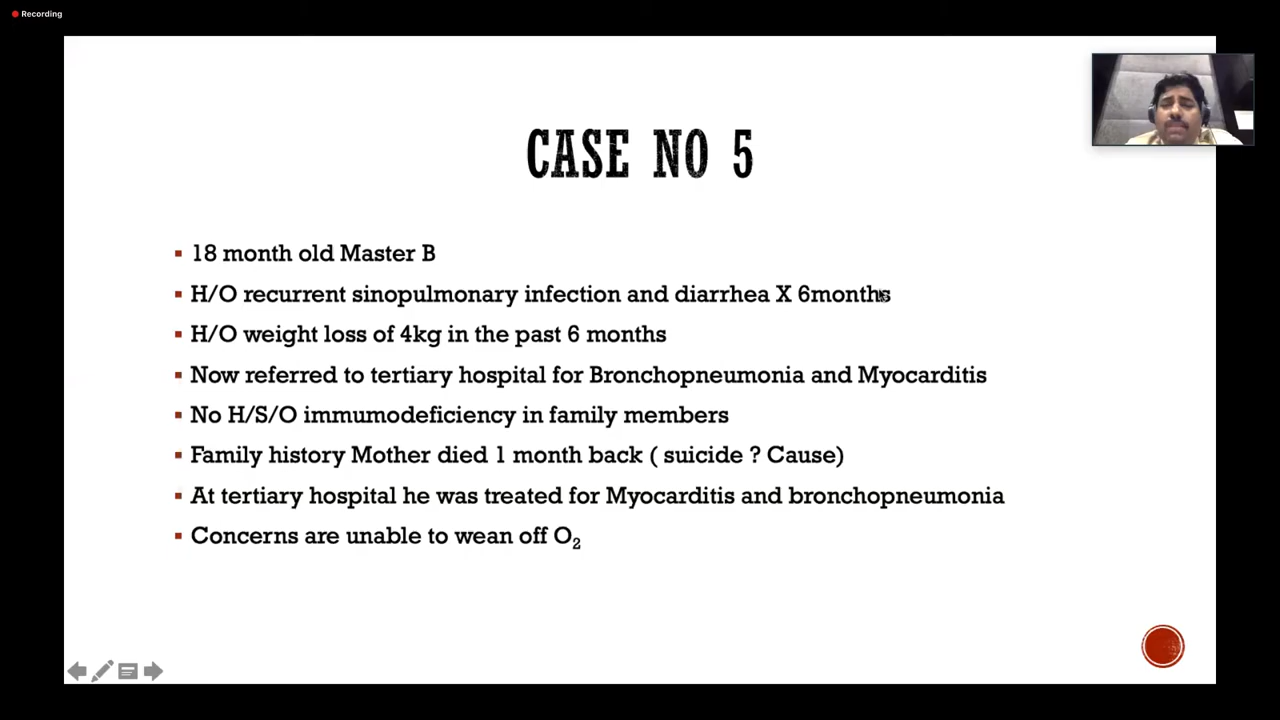 Recording
CASE NO 5
18 month old Master B
H/O recurrent sinopulmonary infection and diarrhea X 6months
H/O weight loss of 4kg in the past 6 months
Now referred to tertiary hospital for Bronchopneumonia and Myocarditis
No H/S/O immumodeficiency in family members
Family history Mother died 1 month back ( suicide ? Cause)
At tertiary hospital he was treated for Myocarditis and bronchopneumonia
Concerns are unable to wean off O₂